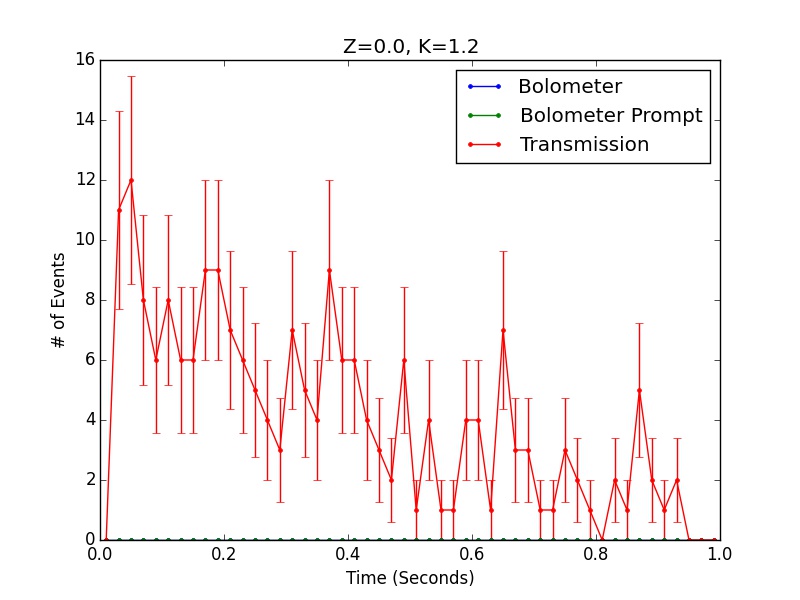 Z=0.0, K=1.2
Bolometer
Bolometer Prompt
Transmission
# of Events
16
14
12
10
8
6
4
2
0
0.0 0.2 0.4 0.6 0.8 1.0
Time (Seconds)